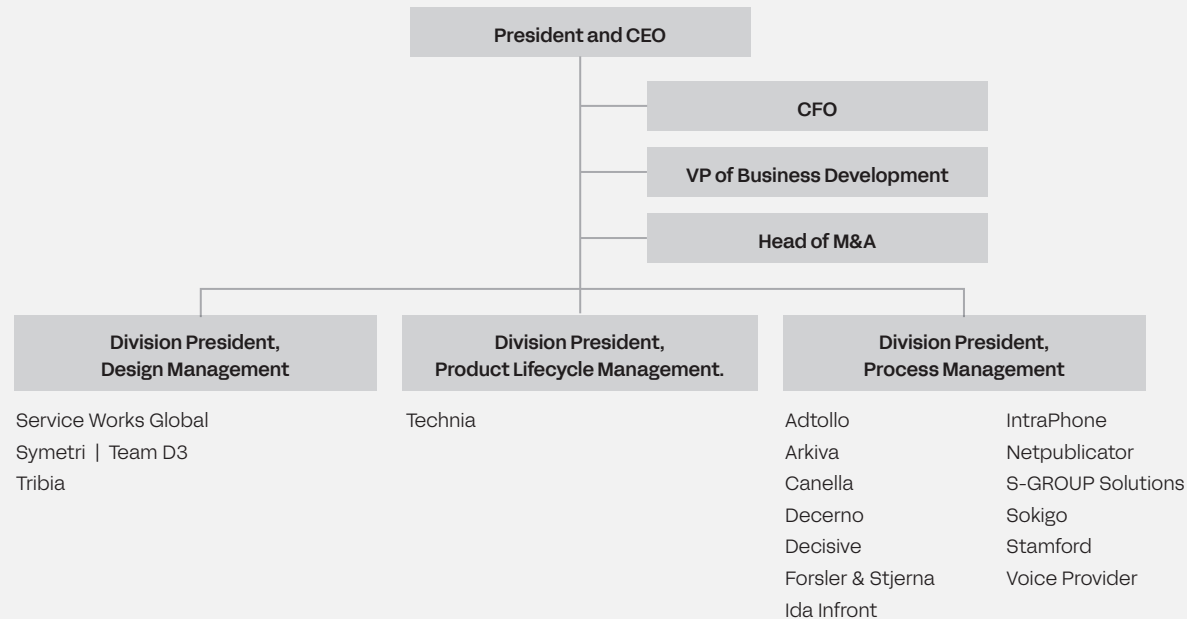 President and CEO
CFO
VP of Business Development
Head of M&A
Division President,
Design Management
Service Works Global
Symetri | Team D3
Tribia
Division President,
Product Lifecycle Management.
Technia
Division President,
Process Management
Adtollo
Arkiva
Canella
Decerno
Decisive
Forsler & Stjerna
Ida Infront
IntraPhone
Netpublicator
S-GROUP Solutions
Sokigo
Stamford
Voice Provider